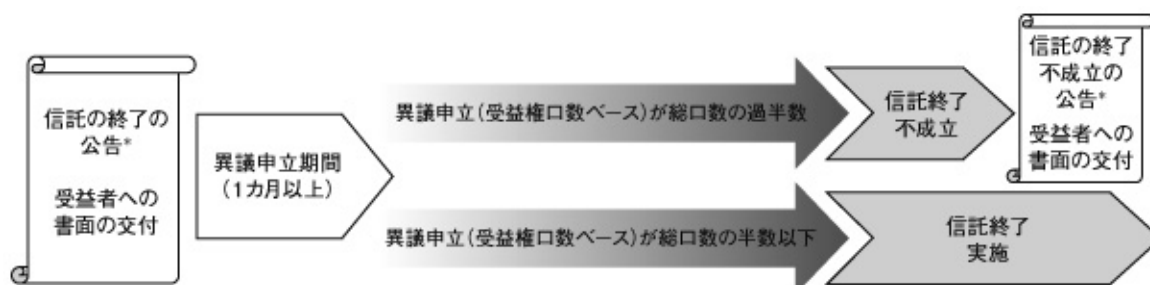 信託の終了の
公告*
受益者への
書面の交付
異議申立期間
（1カ月以上）
異議申立（受益権口数ベース）が総口数の過半数
信託終了
不成立
信託の終了
不成立の
公告*
受益者への
書面の交付
異議申立（受益権口数ベース）が総口数の半数以下
信託終了
実施